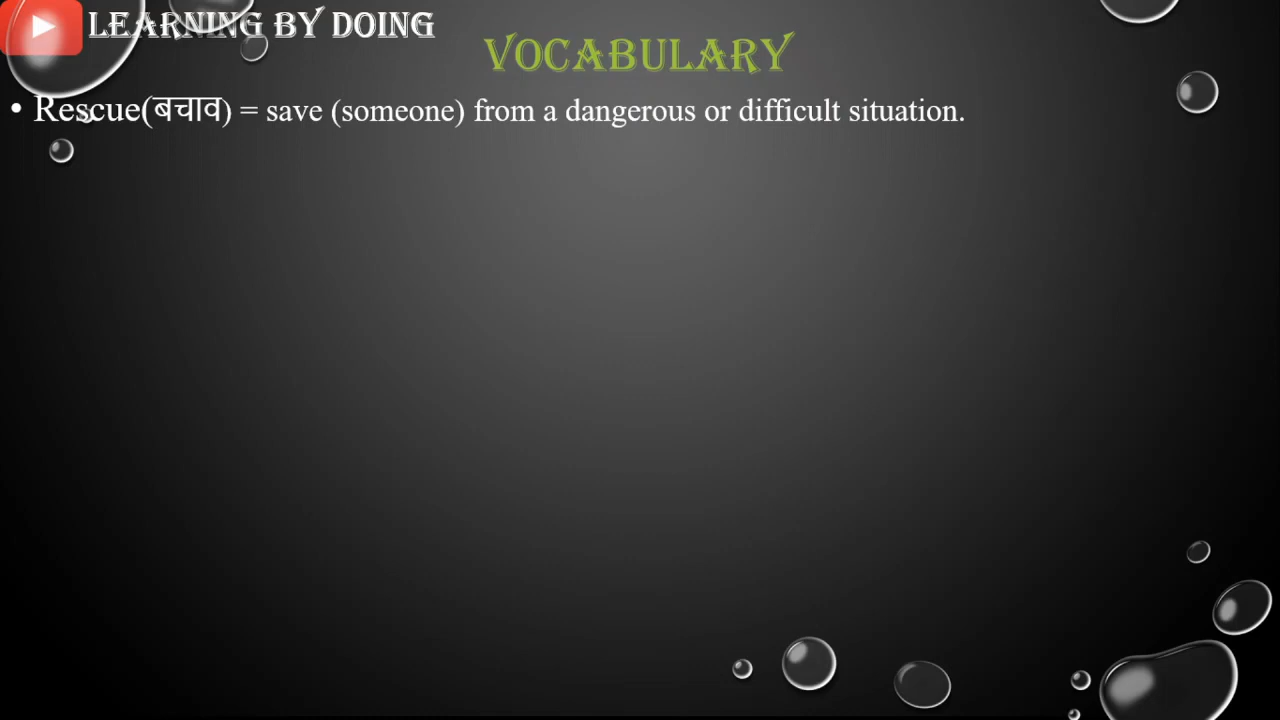 LEARNING BY DOING
VOCABULARY
• Rescue(बचाव) = save (someone) from a dangerous or difficult situation.